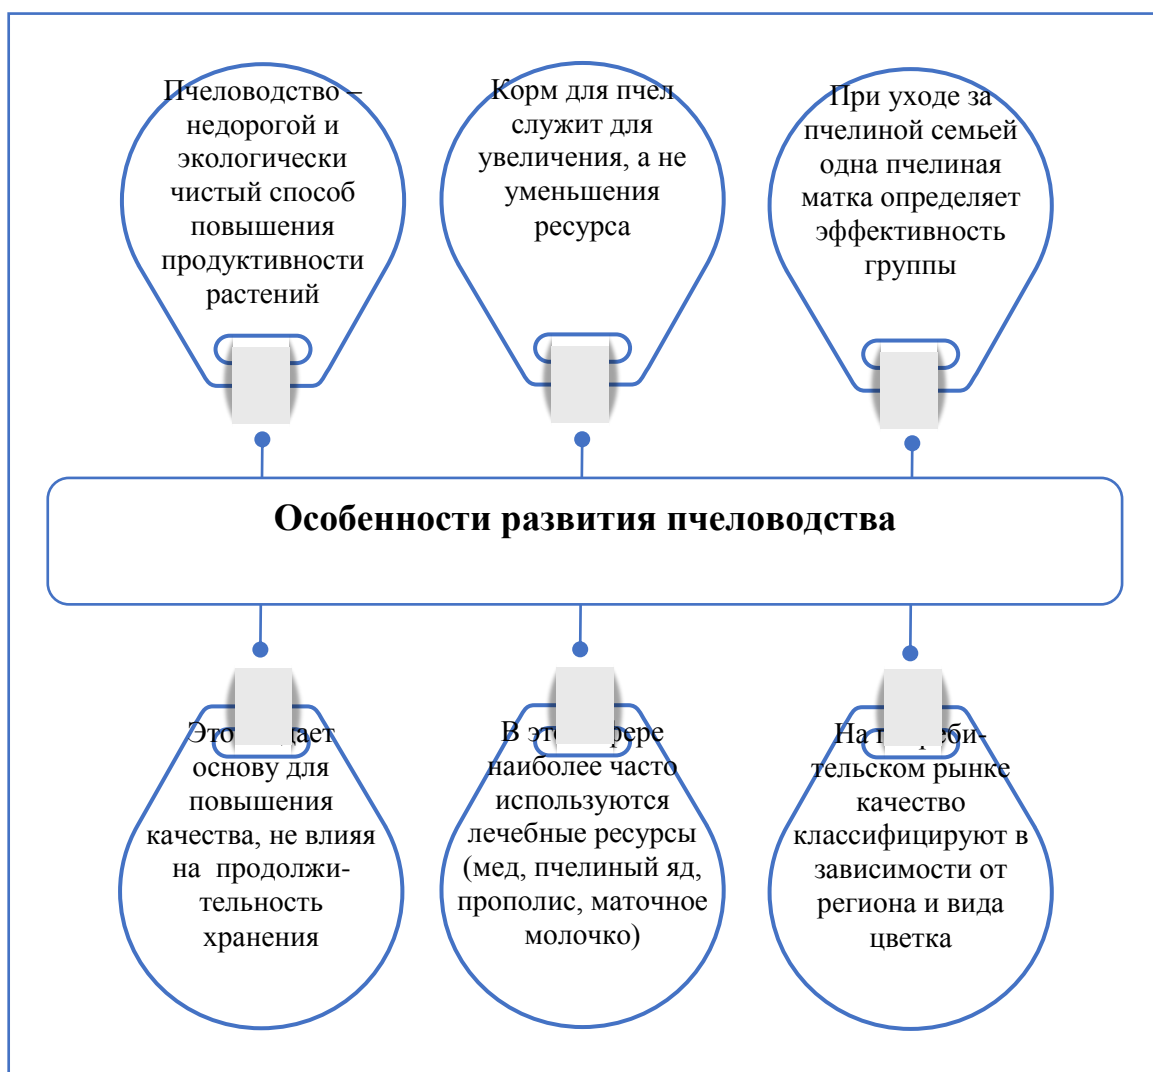 Пчеловодство –
недорогой и
экологически
чистый способ
повышения
продуктивности
растений
Корм для пчел
служит для
увеличения, а не
уменьшения
ресурса
При уходе за
пчелиной семьей
одна пчелиная
матка определяет
эффективность
группы
Особенности развития пчеловодства
Это
основу для
повышения
качества, не влияя
на продолжи-
тельность
хранения
В
наиболее часто
используются
лечебные ресурсы
(мед, пчелиный яд,
прополис, маточное
молочко)
На
тельском рынке
качество
классифицируют в
зависимости от
региона и вида
цветка